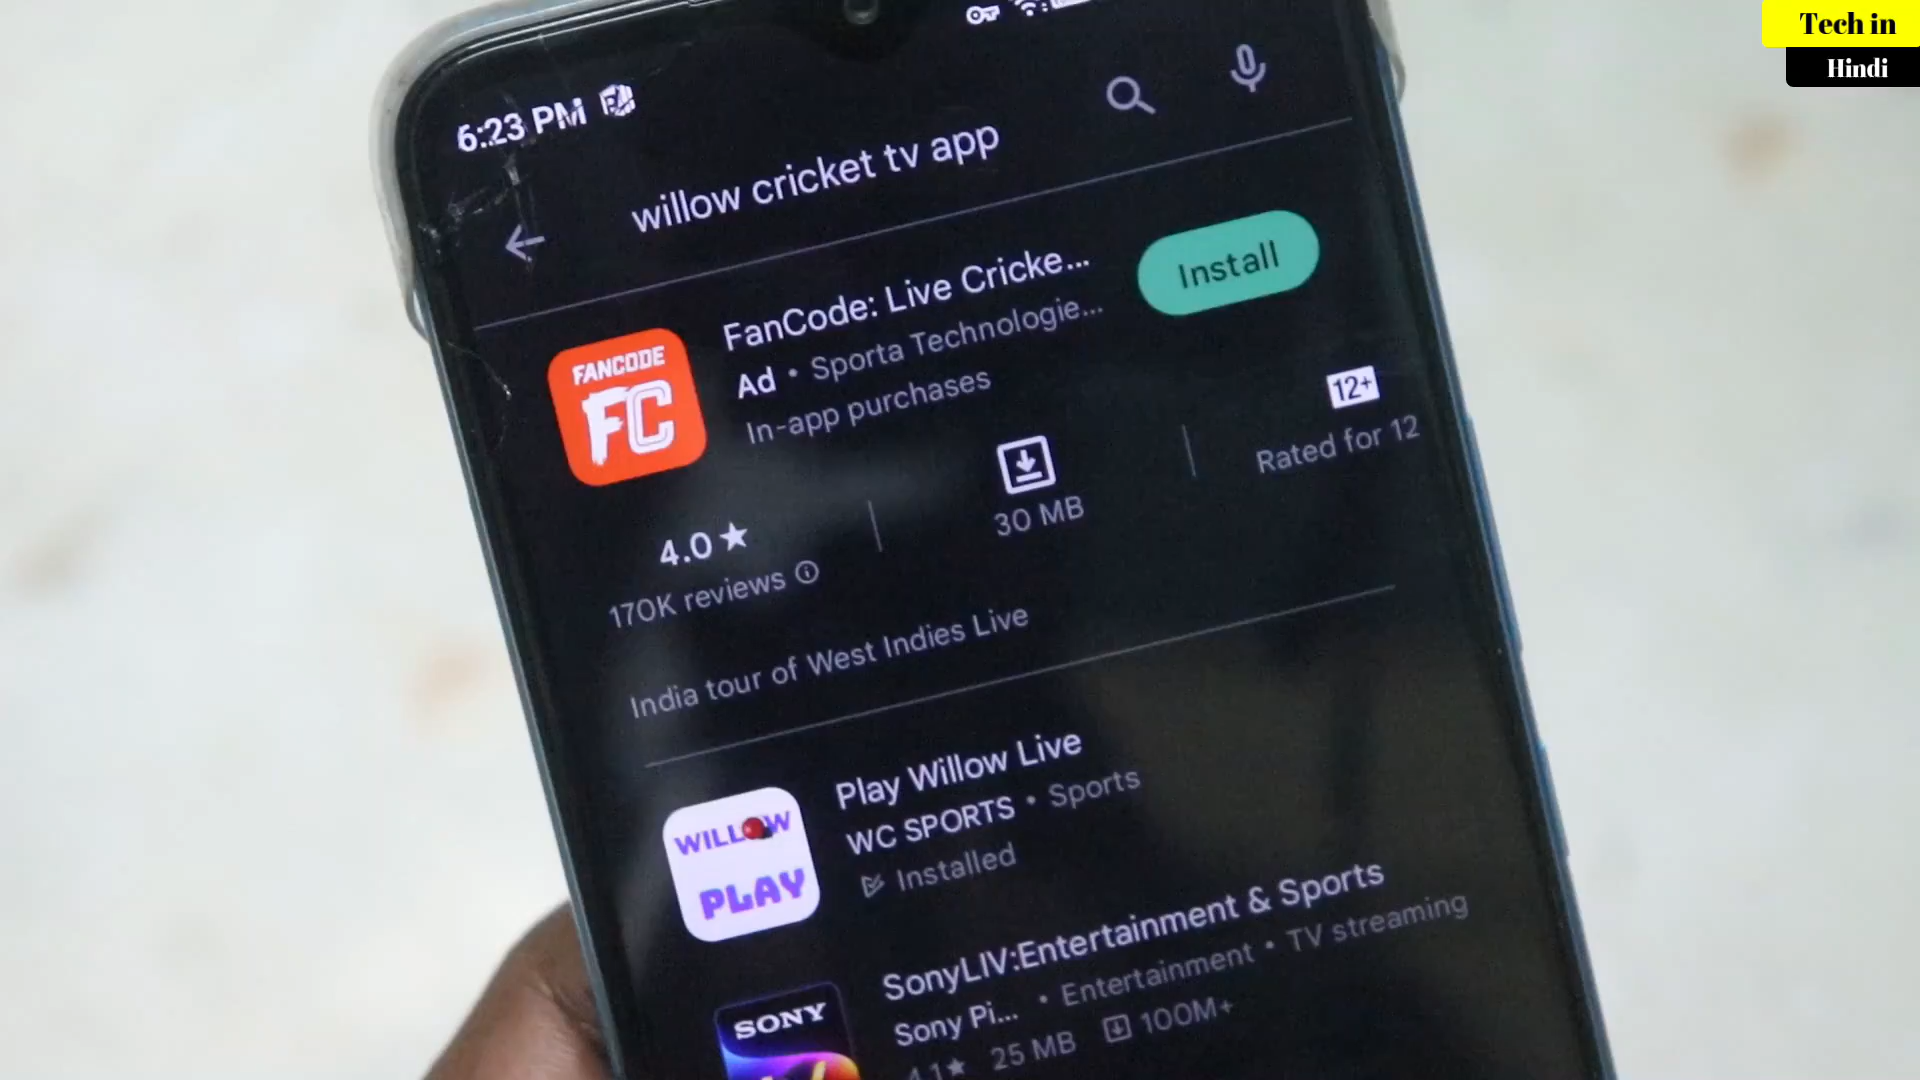 Tech in
Hindi
6:23 PM
willow cricket tv app
FanCode: Live Cricke...
Install
Ad • Sporta Technologie...
In-app purchases
FANCODE
FC
12+
Rated for 12
4.0 ★
30 MB
170K reviews
India tour of West Indies Live
Play Willow Live
WC SPORTS • Sports
Installed
WILLOW
PLAY
SonyLIV:Entertainment & Sports
Sony Pi... • Entertainment • TV streaming
4.1★ 25 MB 100M+
SONY